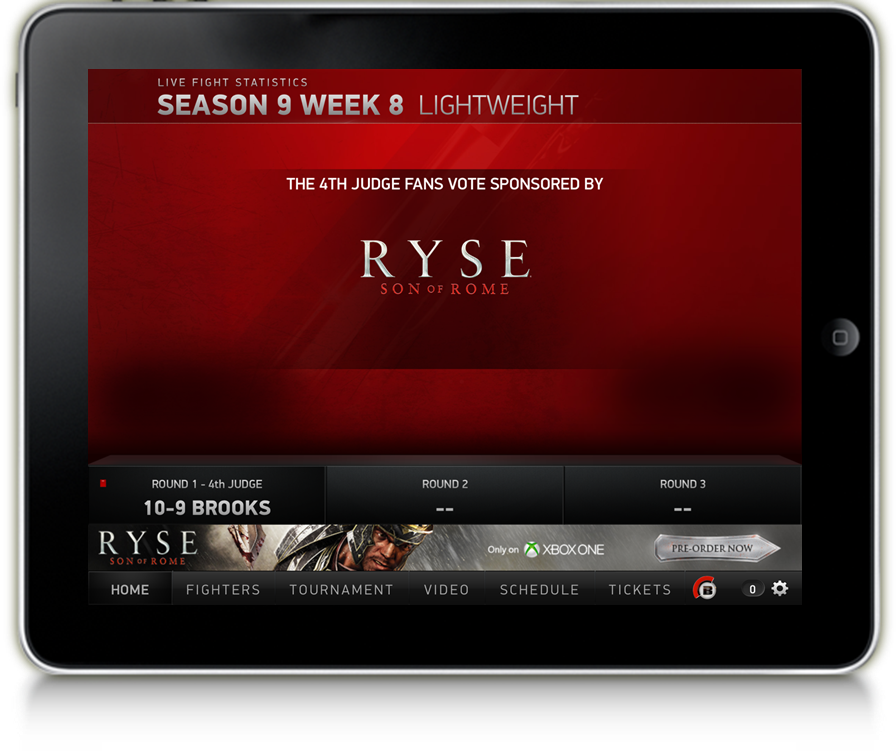 LIVE FIGHT STATISTICS
SEASON 9 WEEK 8 LIGHTWEIGHT
THE 4TH JUDGE FANS VOTE SPONSORED BY
RYSE
SON OF ROME
ROUND 1 - 4th JUDGE
10-9 BROOKS
ROUND 2
--
ROUND 3
--
RYSE
SON OF ROME
Only on XBOX ONE
PRE-ORDER NOW
HOME FIGHTERS TOURNAMENT VIDEO SCHEDULE TICKETS B 0